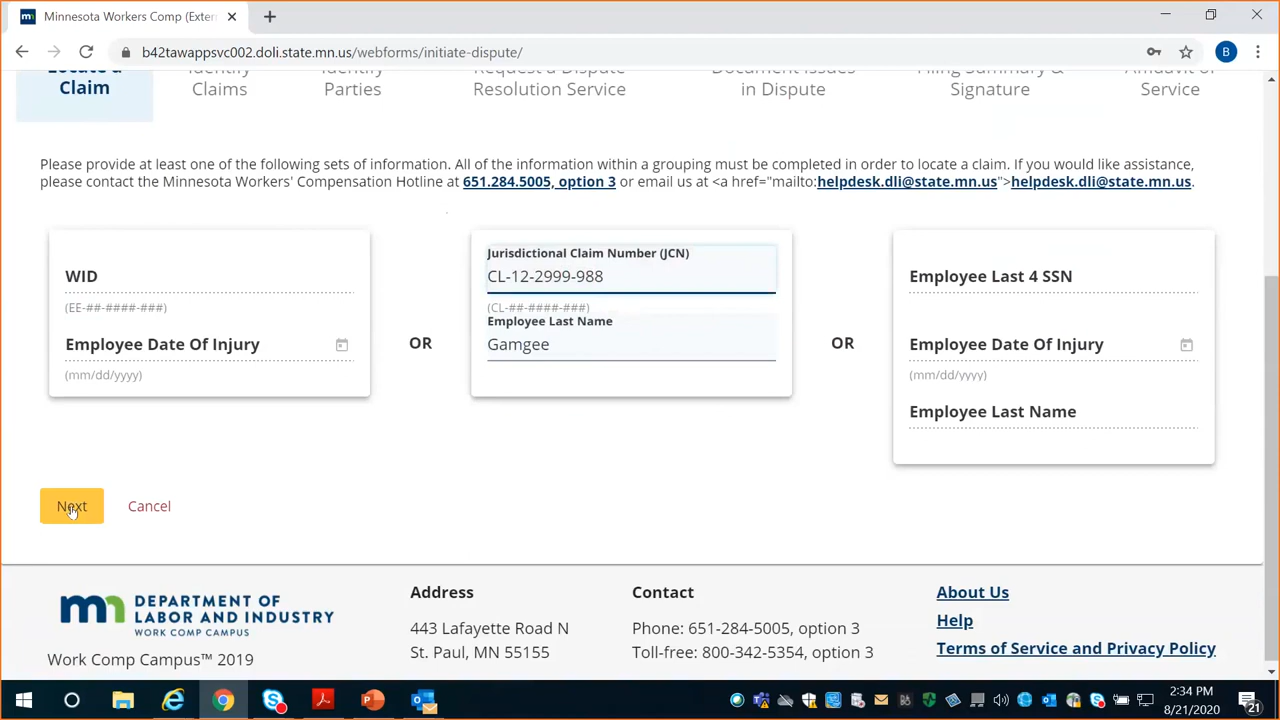 Minnesota Workers Comp (Exter
b42tawappsvc002.doli.state.mn.us/webforms/initiate-dispute/
B
Locate a
Claim
Identify
Claims
Identify
Parties
Request a Dispute
Resolution Service
Document Issues
in Dispute
Filing Summary &
Signature
Affidavit of
Service
Please provide at least one of the following sets of information. All of the information within a grouping must be completed in order to locate a claim. If you would like assistance,
please contact the Minnesota Workers' Compensation Hotline at 651.284.5005, option 3 or email us at <a href="mailto:helpdesk.dli@state.mn.us">helpdesk.dli@state.mn.us.
WID
(EE-##-####-###)
Employee Date Of Injury
(mm/dd/yyyy)
OR
Jurisdictional Claim Number (JCN)
CL-12-2999-988
(CL-##-####-###)
Employee Last Name
Gamgee
OR
Employee Last 4 SSN
Employee Date Of Injury
(mm/dd/yyyy)
Employee Last Name
Next
Cancel
DEPARTMENT OF
LABOR AND INDUSTRY
WORK COMP CAMPUS
Work Comp Campus™ 2019
Address
443 Lafayette Road N
St. Paul, MN 55155
Contact
Phone: 651-284-5005, option 3
Toll-free: 800-342-5354, option 3
About Us
Help
Terms of Service and Privacy Policy
2:34 PM
8/21/2020
21